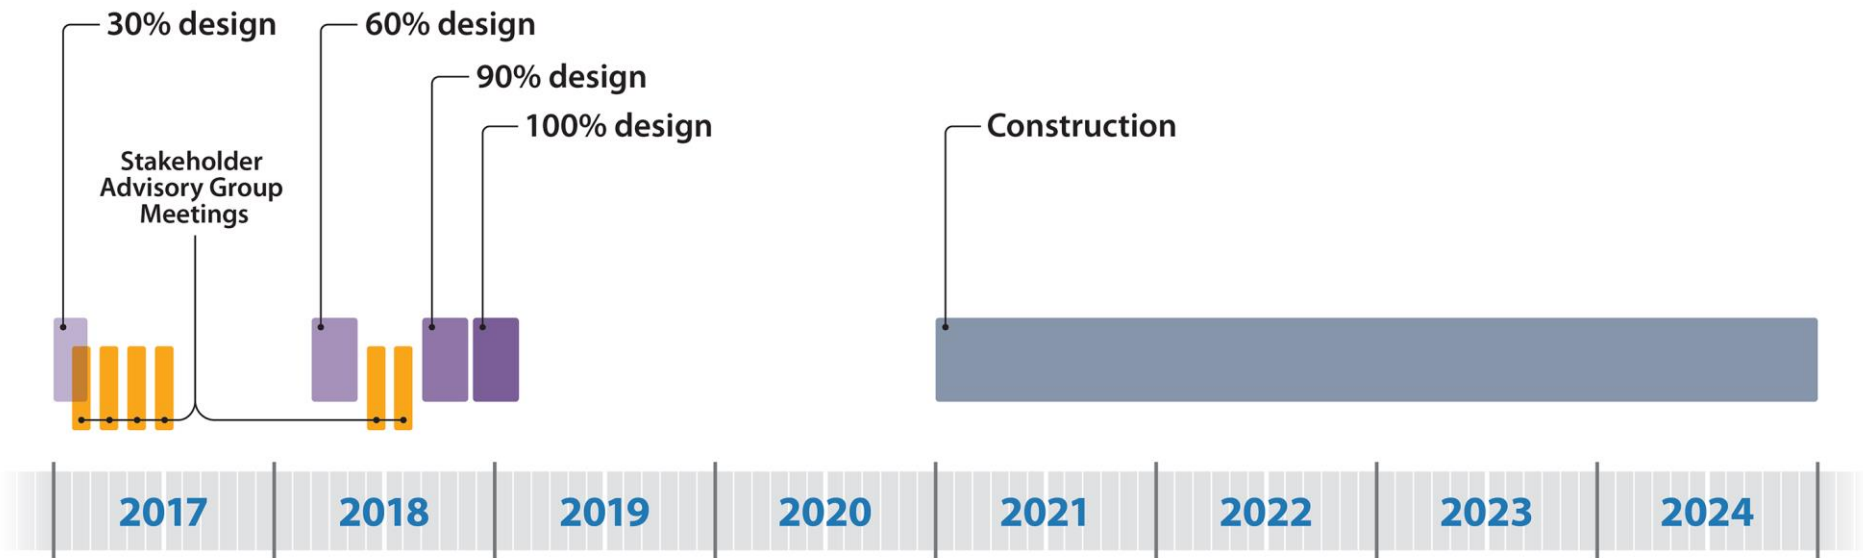 30% design
60% design
90% design
100% design
Construction
Stakeholder
Advisory Group
Meetings
2017
2018
2019
2020
2021
2022
2023
2024